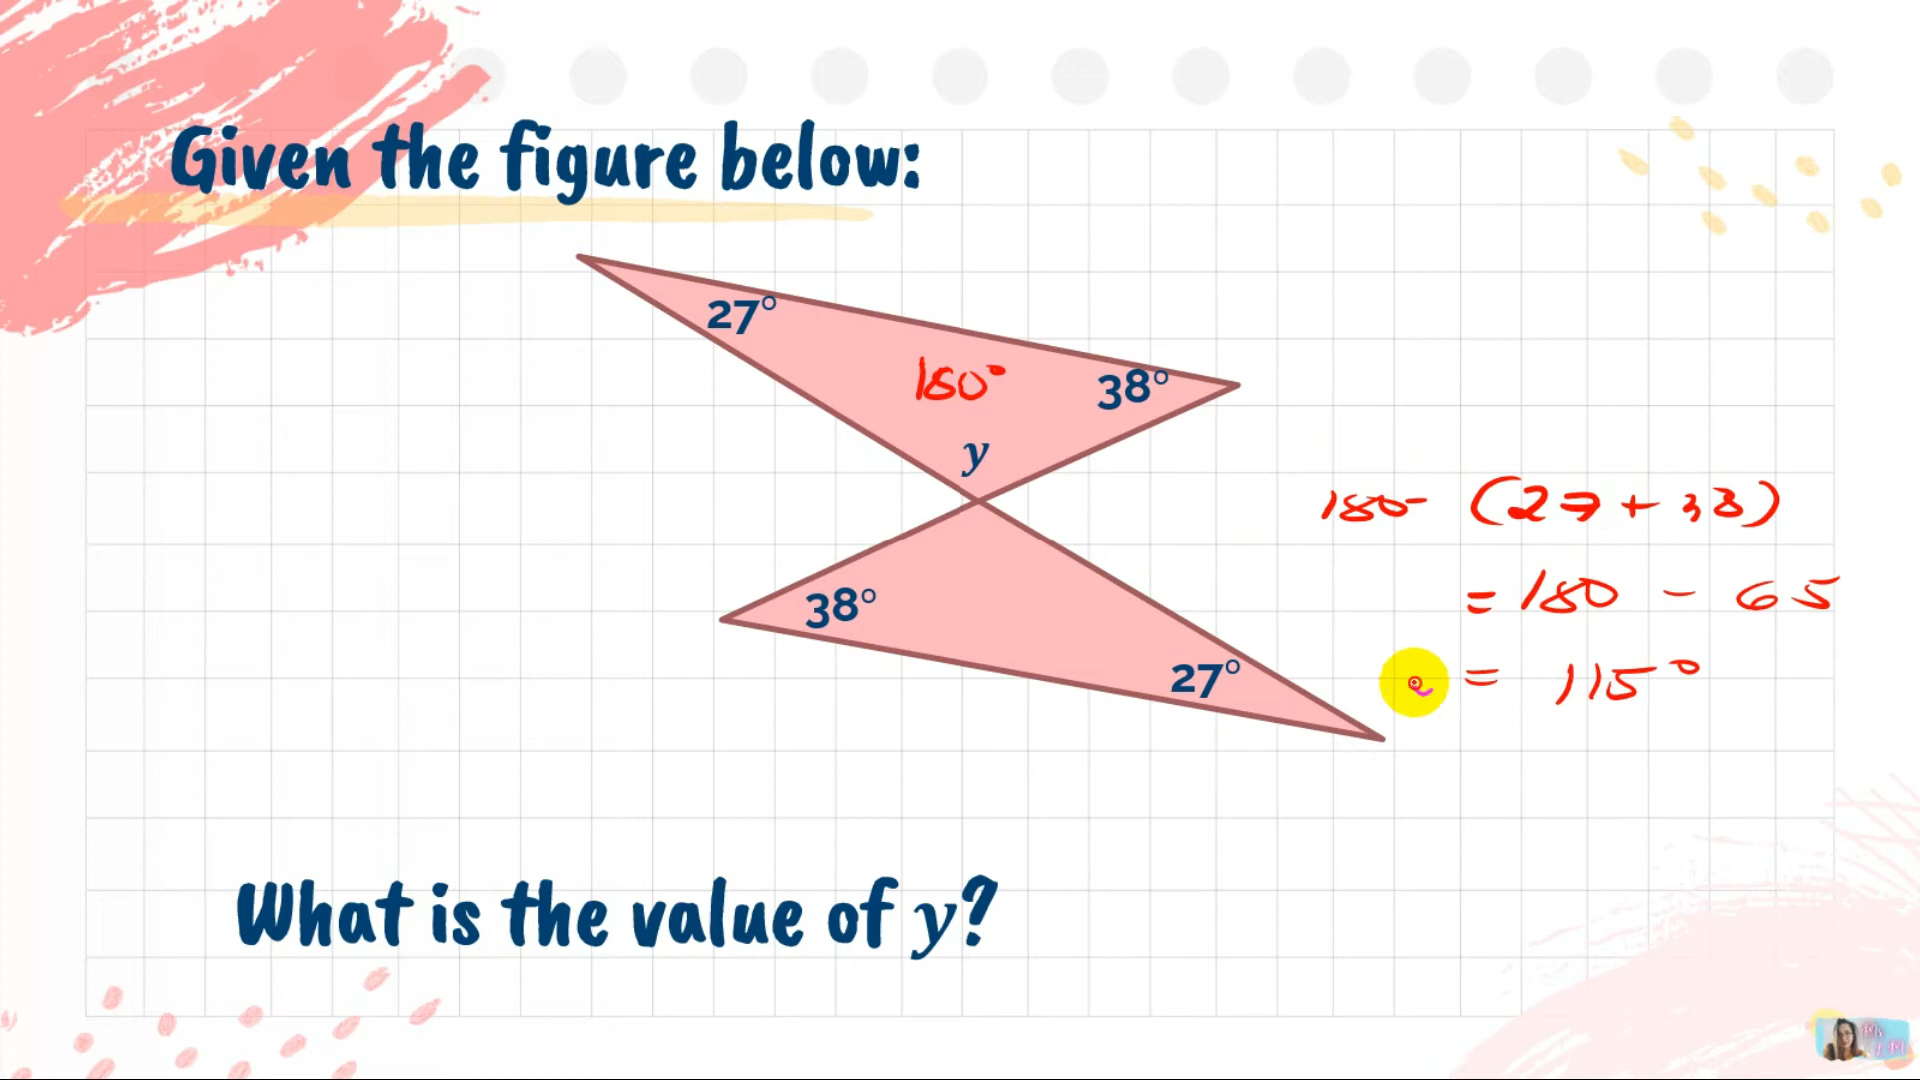 Given the figure below:
27°
180°
38°
y
180- (27+38)
= 180 - 65
38°
27°
= 115°
What is the value of y?